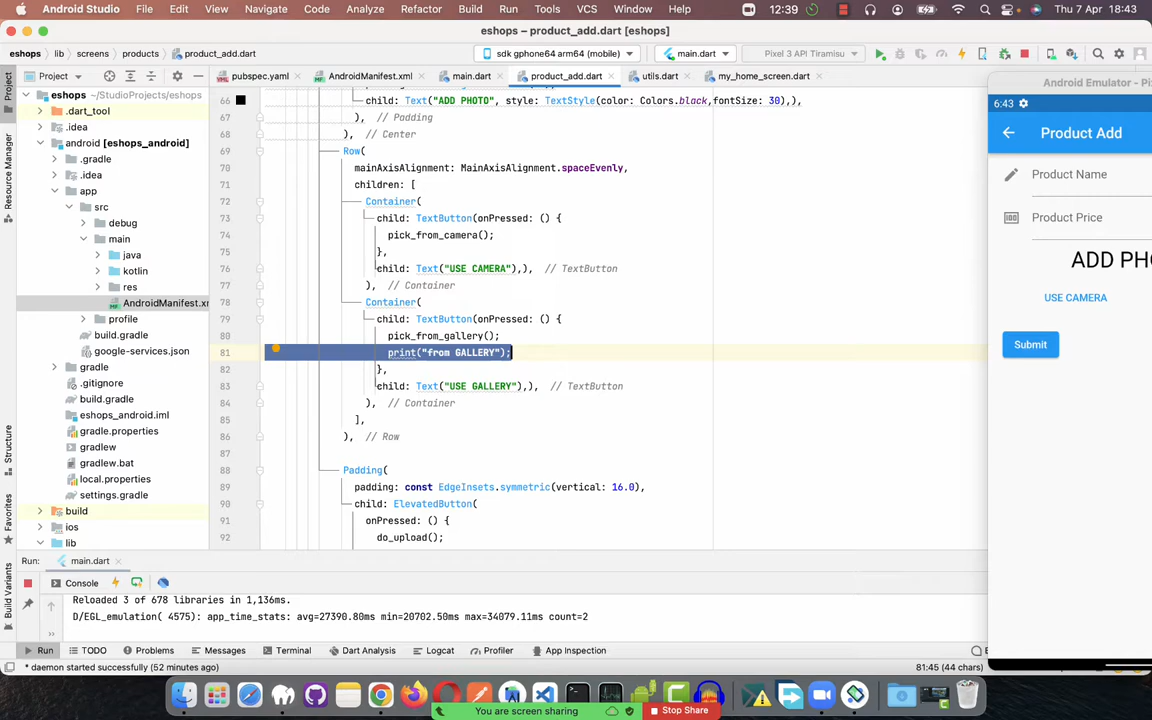 Android Studio File Edit View Navigate Code Analyze Refactor Build Run Tools VCS Window Help 12:39 Thu 7 Apr 18:43
eshops – product_add.dart [eshops]
eshops lib screens products product_add.dart sdk gphone64 arm64 (mobile) main.dart Pixel 3 API Tiramisu
Project pubspec.yaml AndroidManifest.xml main.dart product_add.dart utils.dart my_home_screen.dart
Project
Resource Manager
Structure
Favorites
Build Variants
eshops ~/StudioProjects/eshops
.dart_tool
.idea
android [eshops_android]
.gradle
.idea
app
src
debug
main
java
kotlin
res
AndroidManifest.xr
profile
build.gradle
google-services.json
gradle
.gitignore
build.gradle
eshops_android.iml
gradle.properties
gradlew
gradlew.bat
local.properties
settings.gradle
build
ios
lib
66 child: Text("ADD PHOTO", style: TextStyle(color: Colors.black,fontSize: 30),),
67 ), // Padding
68 ), // Center
69 Row(
70 mainAxisAlignment: MainAxisAlignment.spaceEvenly,
71 children: [
72 Container(
73 child: TextButton(onPressed: () {
74 pick_from_camera();
75 },
76 child: Text("USE CAMERA"),), // TextButton
77 ), // Container
78 Container(
79 child: TextButton(onPressed: () {
80 pick_from_gallery();
81 print("from GALLERY");
82 },
83 child: Text("USE GALLERY"),), // TextButton
84 ), // Container
85 ],
86 ), // Row
87
88 Padding(
89 padding: const EdgeInsets.symmetric(vertical: 16.0),
90 child: ElevatedButton(
91 onPressed: () {
92 do_upload();
Android Emulator - Pi
6:43
Product Add
Product Name
Product Price
ADD PH
USE CAMERA
Submit
Run: main.dart
Console
Reloaded 3 of 678 libraries in 1,136ms.
D/EGL_emulation( 4575): app_time_stats: avg=27390.80ms min=20702.50ms max=34079.11ms count=2
Run TODO Problems Terminal Messages Logcat Dart Analysis Profiler App Inspection
* daemon started successfully (52 minutes ago) 81:45 (44 chars)
You are screen sharing Stop Share